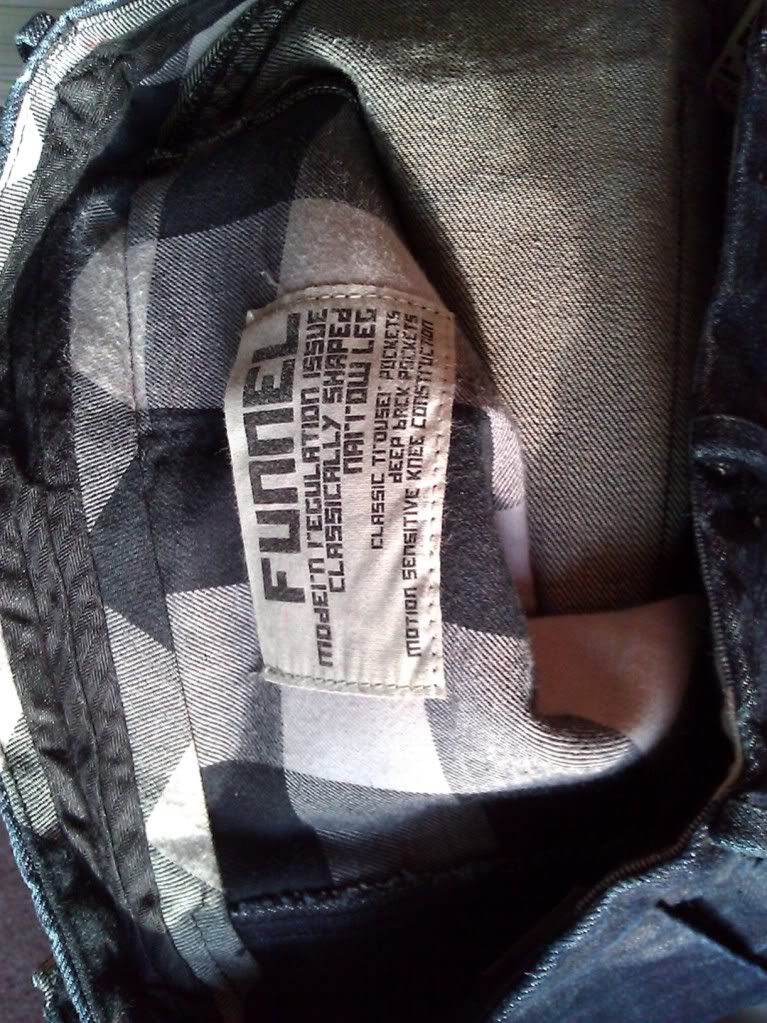 FUNNEL
MODERN REGULATION ISSUE
CLASSICALLY SHAPED
NARROW LEG
CLASSIC TROUSER POCKETS
DEEP BACK POCKETS
MOTION SENSITIVE KNEE CONSTRUCTION